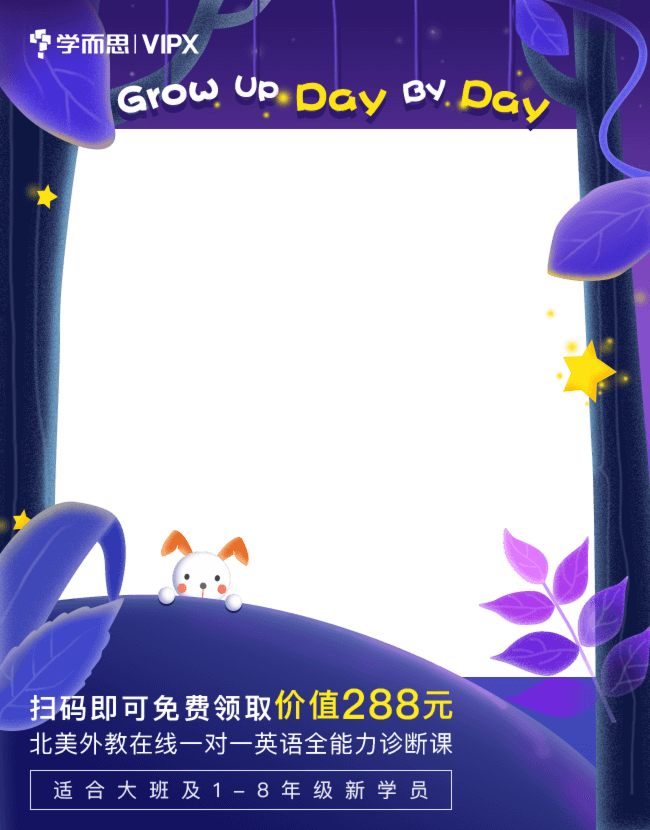 学而思 | VIPX
Grow Up Day By Day
扫码即可免费领取价值288元
北美外教在线一对一英语全能力诊断课
适合大班及1-8年级新学员